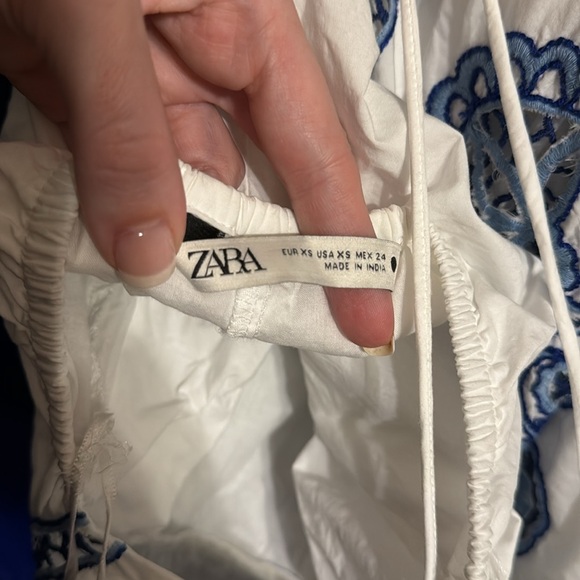 ZARA
EUR XS USA XS MEX 24
MADE IN INDIA